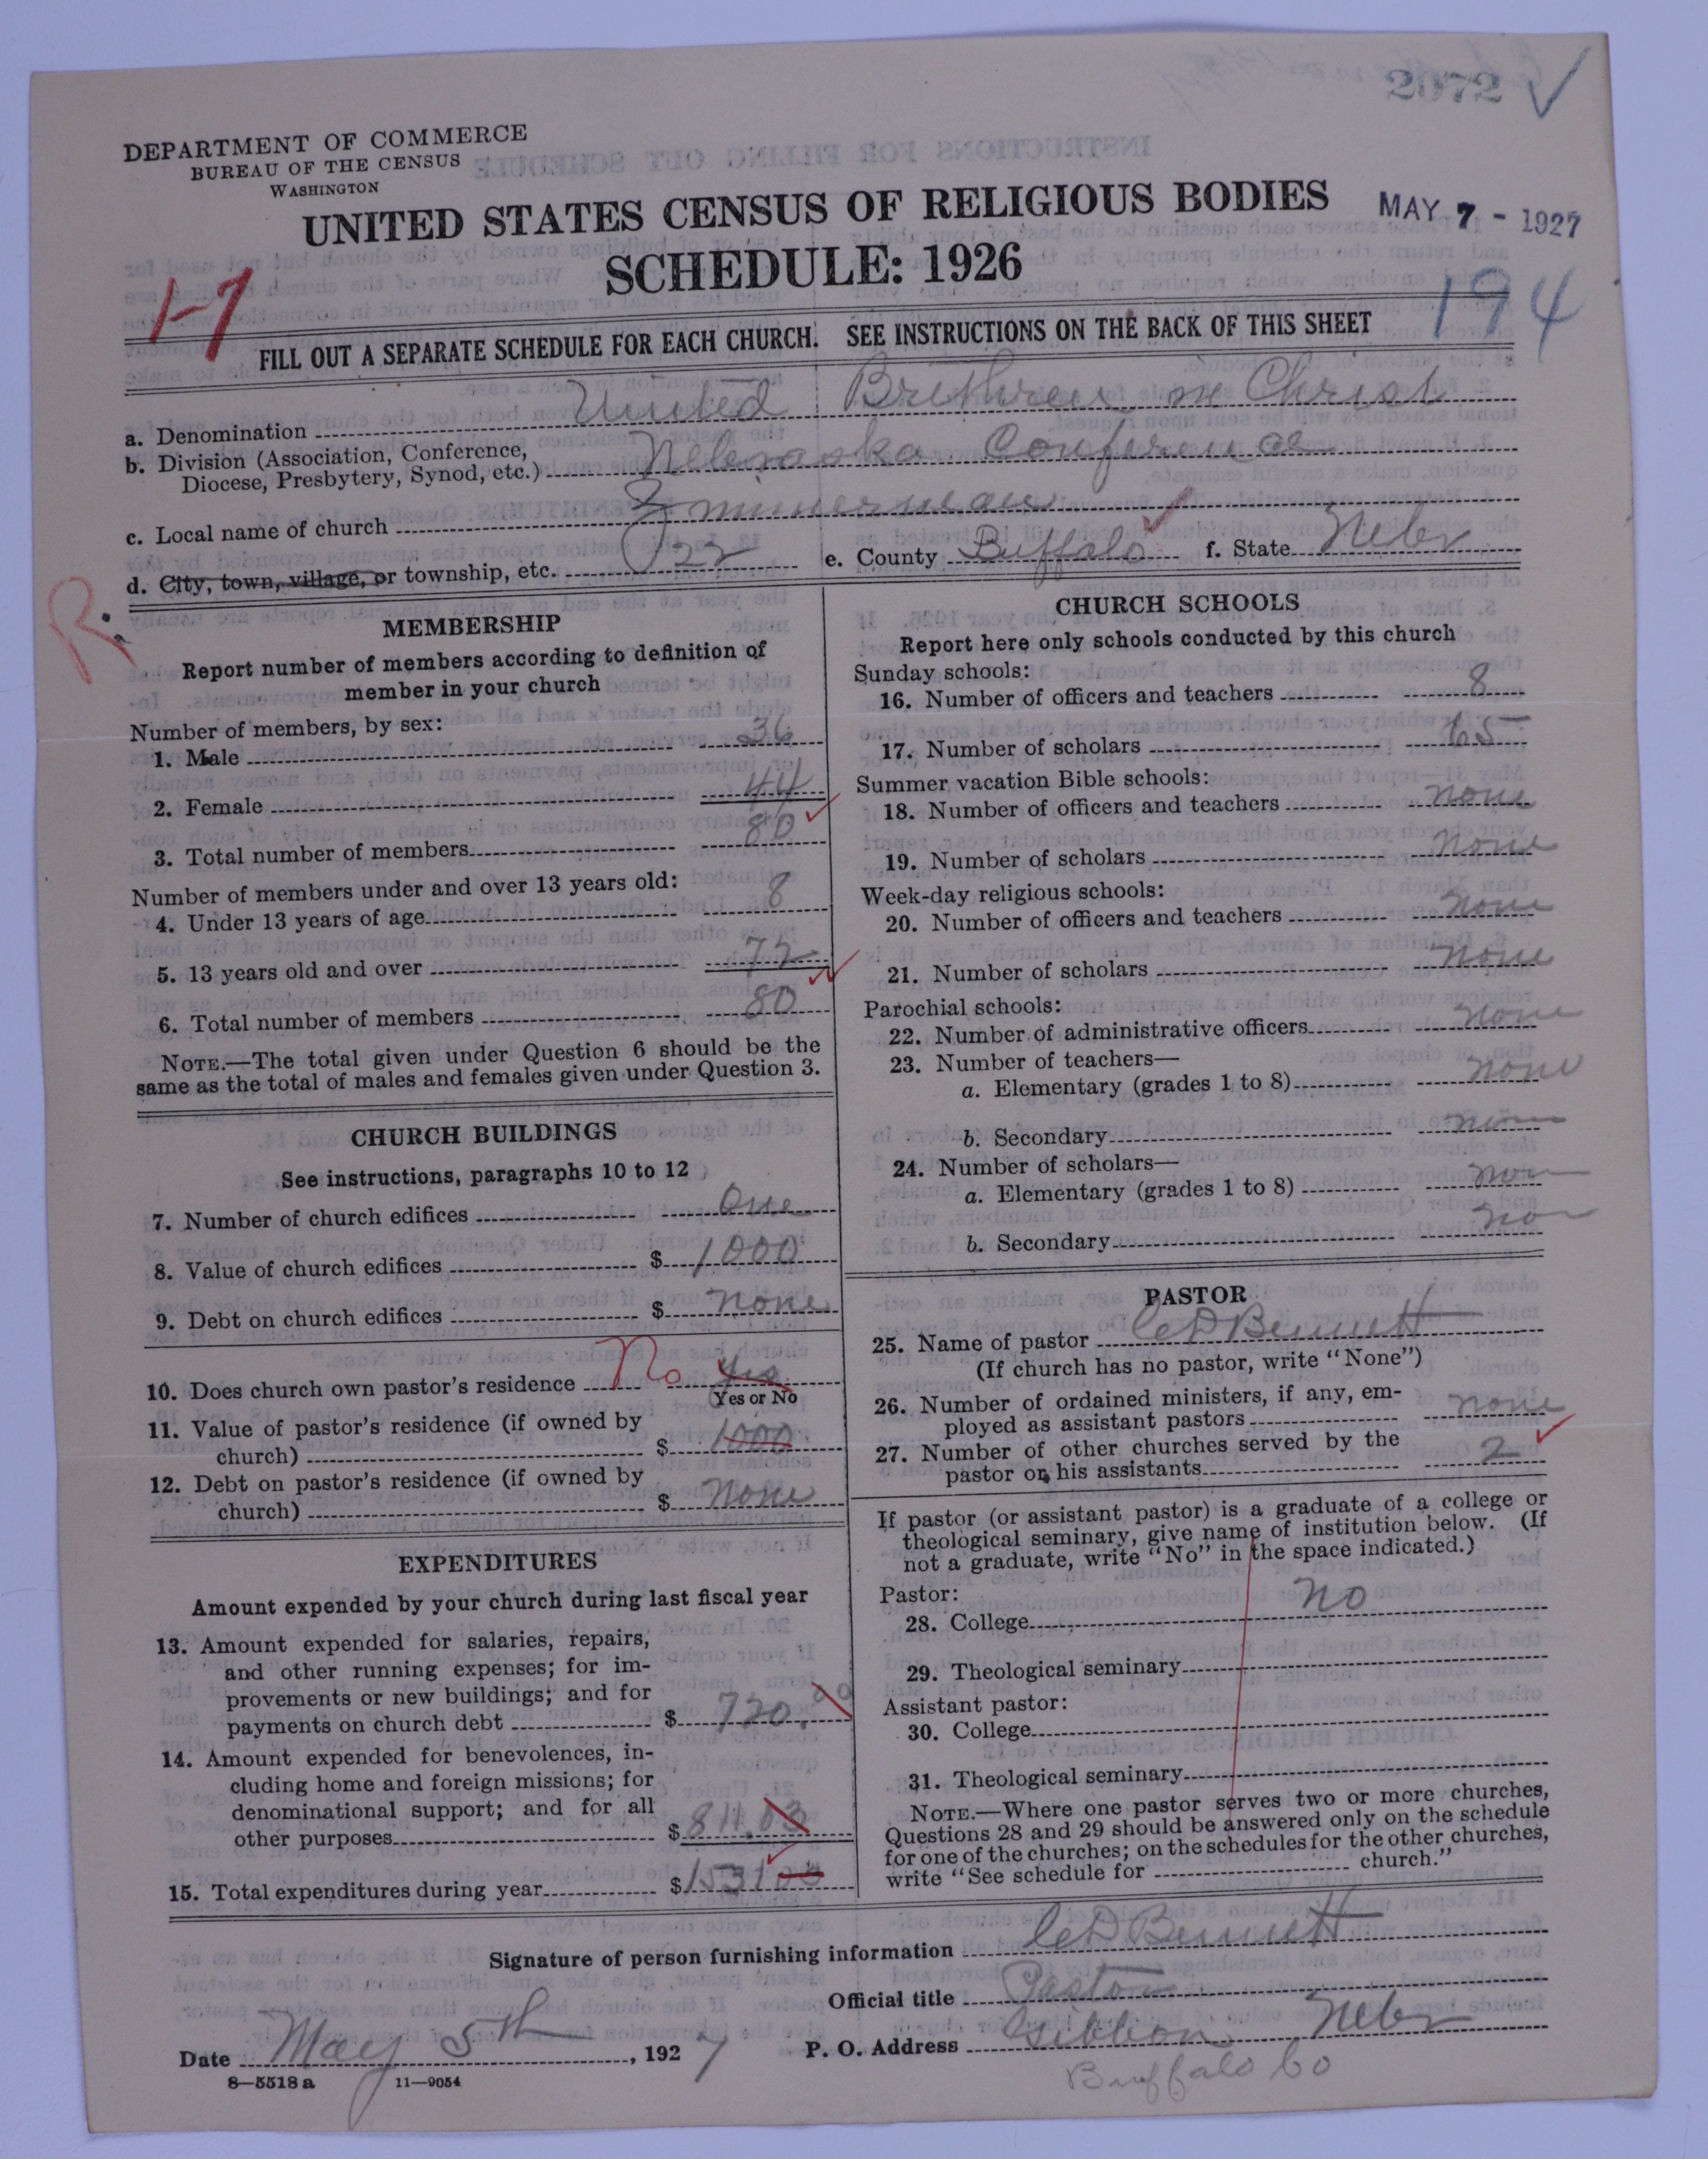 2072 ✓
DEPARTMENT OF COMMERCE
BUREAU OF THE CENSUS
WASHINGTON
UNITED STATES CENSUS OF RELIGIOUS BODIES
MAY 7 - 1927
SCHEDULE: 1926
1-7
194
FILL OUT A SEPARATE SCHEDULE FOR EACH CHURCH. SEE INSTRUCTIONS ON THE BACK OF THIS SHEET
a. Denomination United Brethren in Christ
b. Division (Association, Conference,
Diocese, Presbytery, Synod, etc.) Nebraska Conference
c. Local name of church Zimmerman
d. City, town, village, or township, etc. 22 e. County Buffalo f. State Nebr
R.
MEMBERSHIP
Report number of members according to definition of
member in your church
Number of members, by sex:
1. Male 36
2. Female 44
3. Total number of members 80
Number of members under and over 13 years old:
4. Under 13 years of age 8
5. 13 years old and over 72
6. Total number of members 80
NOTE.—The total given under Question 6 should be the
same as the total of males and females given under Question 3.
CHURCH BUILDINGS
See instructions, paragraphs 10 to 12
7. Number of church edifices One
8. Value of church edifices $ 1000
9. Debt on church edifices $ none
10. Does church own pastor's residence No Yes
Yes or No
11. Value of pastor's residence (if owned by
church) $ 1000
12. Debt on pastor's residence (if owned by
church) $ none
EXPENDITURES
Amount expended by your church during last fiscal year
13. Amount expended for salaries, repairs,
and other running expenses; for im-
provements or new buildings; and for
payments on church debt $ 720.00
14. Amount expended for benevolences, in-
cluding home and foreign missions; for
denominational support; and for all
other purposes $ 811.03
15. Total expenditures during year $ 1531 03
CHURCH SCHOOLS
Report here only schools conducted by this church
Sunday schools:
16. Number of officers and teachers 8
17. Number of scholars 65
Summer vacation Bible schools:
18. Number of officers and teachers none
19. Number of scholars none
Week-day religious schools:
20. Number of officers and teachers none
21. Number of scholars none
Parochial schools:
22. Number of administrative officers none
23. Number of teachers—
a. Elementary (grades 1 to 8) none
b. Secondary non
24. Number of scholars—
a. Elementary (grades 1 to 8) non
b. Secondary non
PASTOR
25. Name of pastor C D Bennett
(If church has no pastor, write "None")
26. Number of ordained ministers, if any, em-
ployed as assistant pastors none
27. Number of other churches served by the
pastor or his assistants 2
If pastor (or assistant pastor) is a graduate of a college or
theological seminary, give name of institution below. (If
not a graduate, write "No" in the space indicated.)
Pastor:
28. College no
29. Theological seminary
Assistant pastor:
30. College
31. Theological seminary
NOTE.—Where one pastor serves two or more churches,
Questions 28 and 29 should be answered only on the schedule
for one of the churches; on the schedules for the other churches,
write "See schedule for church."
Signature of person furnishing information C D Bennett
Official title Pastor
Date May 5th, 1927 P. O. Address Gibbon Nebr
8—5518 a 11—9054
Buffalo Co